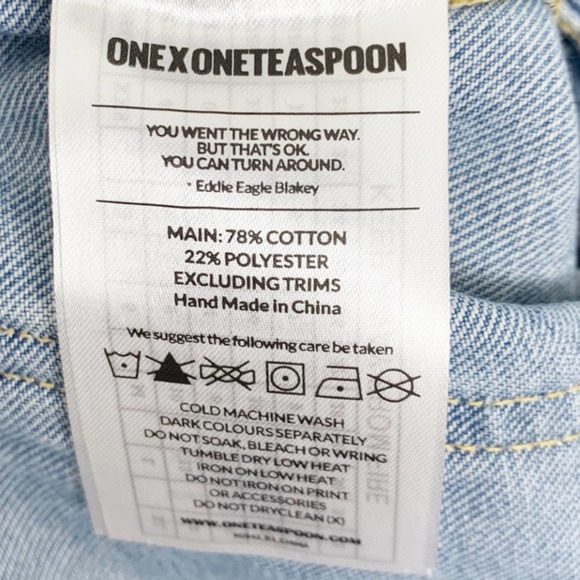 ONEXONETEASPOON
YOU WENT THE WRONG WAY.
BUT THAT'S OK.
YOU CAN TURN AROUND.
- Eddie Eagle Blakey
MAIN: 78% COTTON
22% POLYESTER
EXCLUDING TRIMS
Hand Made in China
We suggest the following care be taken
COLD MACHINE WASH
DARK COLOURS SEPARATELY
DO NOT SOAK, BLEACH OR WRING
TUMBLE DRY LOW HEAT
IRON ON LOW HEAT
DO NOT IRON ON PRINT
OR ACCESSORIES
DO NOT DRYCLEAN (X)
WWW.ONETEASPOON.COM